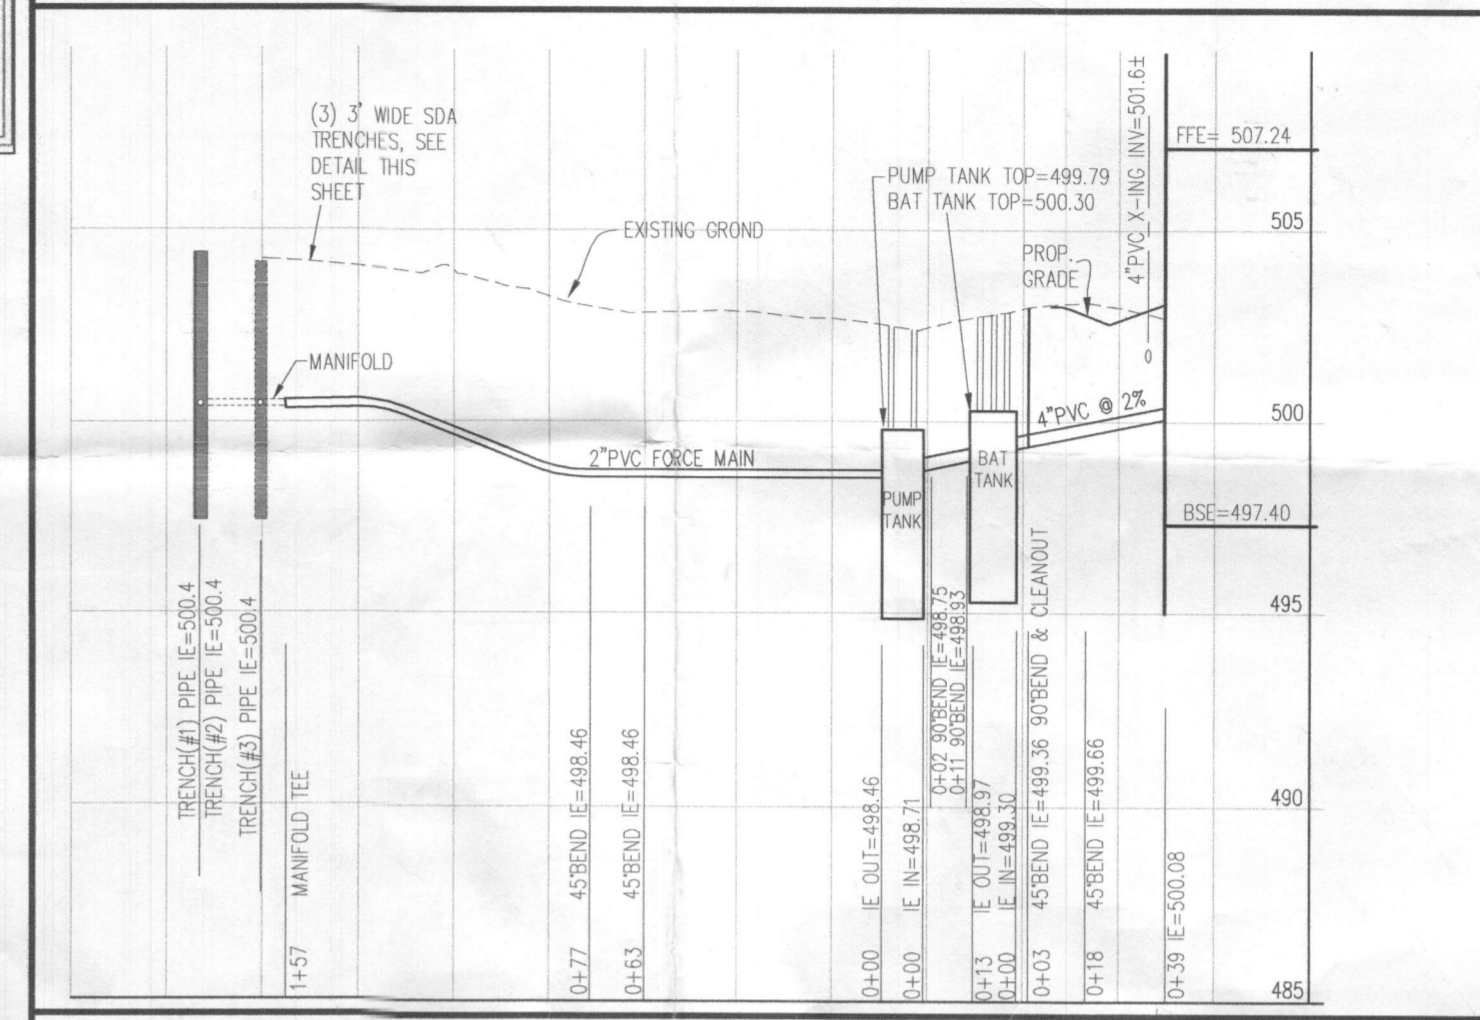 (3) 3' WIDE SDA
TRENCHES, SEE
DETAIL THIS
SHEET
EXISTING GROND
PUMP TANK TOP=499.79
BAT TANK TOP=500.30
PROP.
GRADE
4"PVC X-ING INV=501.6±
FFE= 507.24
505
MANIFOLD
500
4"PVC @ 2%
2"PVC FORCE MAIN
BAT
TANK
PUMP
TANK
BSE=497.40
495
490
485
TRENCH(#1) PIPE IE=500.4
TRENCH(#2) PIPE IE=500.4
TRENCH(#3) PIPE IE=500.4
1+57 MANIFOLD TEE
0+77 45°BEND IE=498.46
0+63 45°BEND IE=498.46
0+00 IE OUT=498.46
0+00 IE IN=498.71
0+02 90°BEND IE=498.75
0+11 90°BEND IE=498.93
0+13 IE OUT=498.97
0+00 IE IN=499.30
0+03 45°BEND IE=499.36 90°BEND & CLEANOUT
0+18 45°BEND IE=499.66
0+39 IE=500.08
0